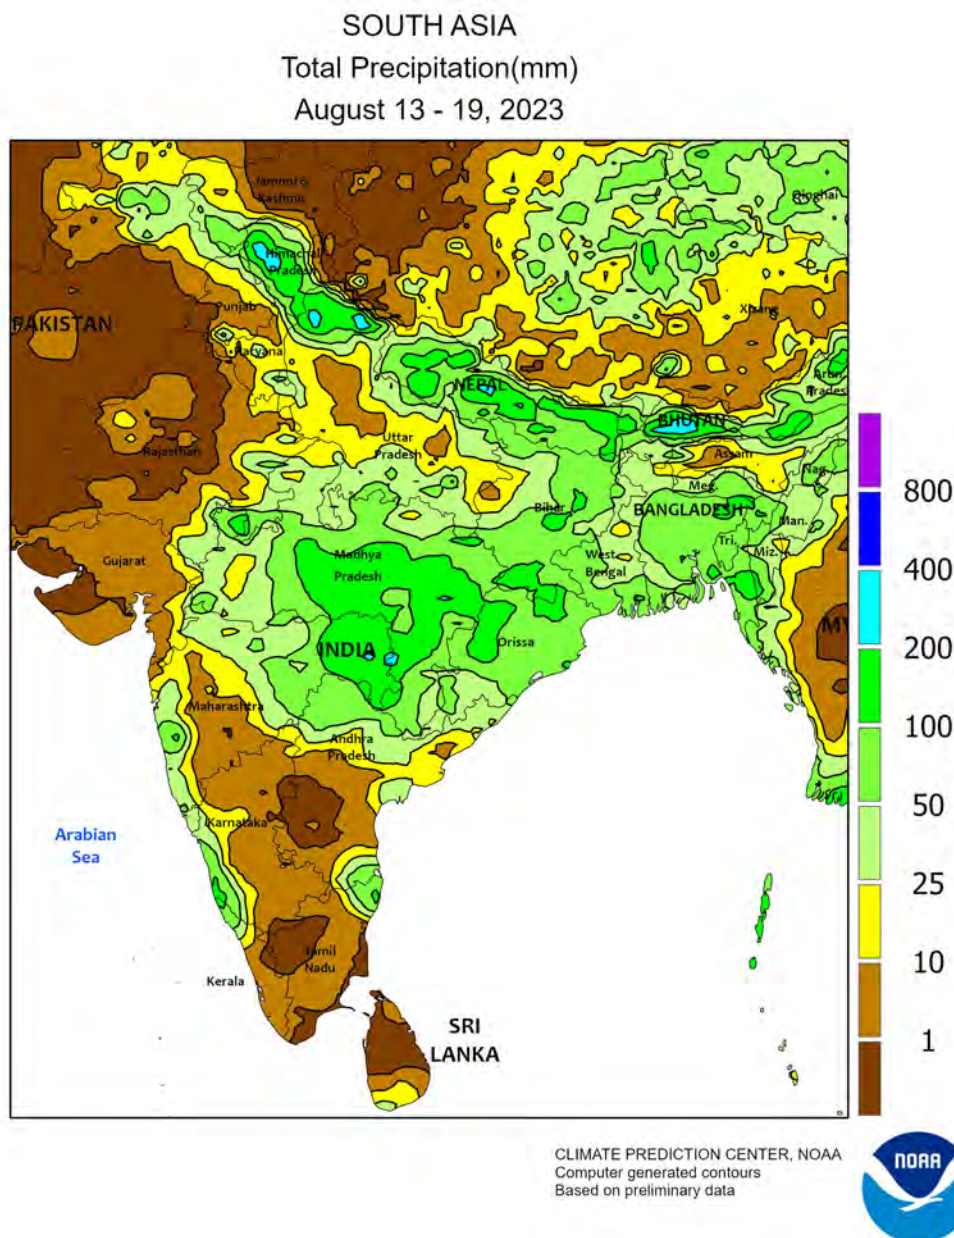 SOUTH ASIA
Total Precipitation(mm)
August 13 - 19, 2023
Jammu &
Kashmir
Qinghai
Himachal
Pradesh
Punjab
Xizang
PAKISTAN
Haryana
NEPAL
Arun.
Pradesh
BHUTAN
Rajasthan
Uttar
Pradesh
Assam
Nag.
Meg.
Bihar
BANGLADESH
Man.
Tri.
Miz.
Gujarat
Madhya
Pradesh
West
Bengal
MY
INDIA
Orissa
Maharashtra
Andhra
Pradesh
Karnataka
Arabian
Sea
Tamil
Nadu
Kerala
SRI
LANKA
800
400
200
100
50
25
10
1
CLIMATE PREDICTION CENTER, NOAA
Computer generated contours
Based on preliminary data
NOAA